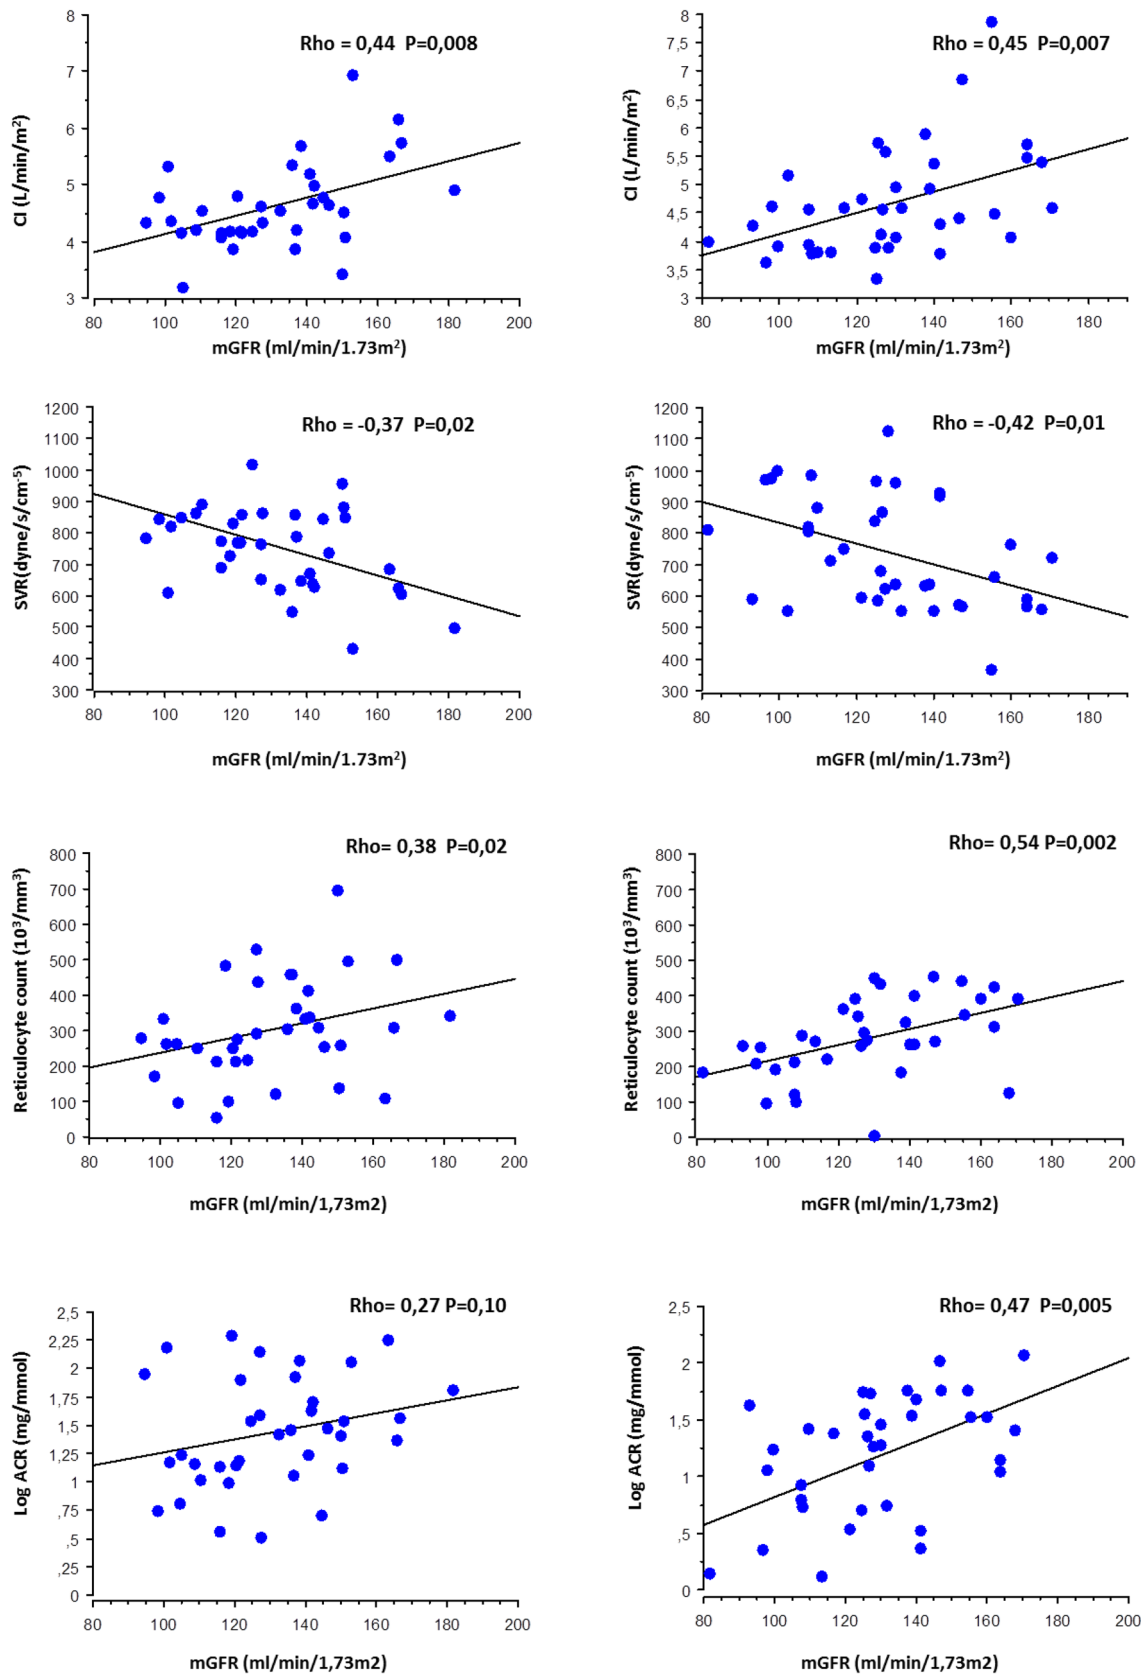 Rho = 0,44 P=0,008
CI (L/min/m²)
8
7
6
5
4
3
80 100 120 140 160 180 200
mGFR (ml/min/1.73m²)
Rho = 0,45 P=0,007
CI (L/min/m²)
8
7,5
7
6,5
6
5,5
5
4,5
4
3,5
3
80 100 120 140 160 180
mGFR (ml/min/1.73m²)
Rho = -0,37 P=0,02
SVR(dyne/s/cm⁻⁵)
1200
1100
1000
900
800
700
600
500
400
300
80 100 120 140 160 180 200
mGFR (ml/min/1.73m²)
Rho = -0,42 P=0,01
SVR(dyne/s/cm⁻⁵)
1200
1100
1000
900
800
700
600
500
400
300
80 100 120 140 160 180
mGFR (ml/min/1.73m²)
Rho= 0,38 P=0,02
Reticulocyte count (10³/mm³)
800
700
600
500
400
300
200
100
0
80 100 120 140 160 180 200
mGFR (ml/min/1,73m2)
Rho= 0,54 P=0,002
Reticulocyte count (10³/mm³)
800
700
600
500
400
300
200
100
0
80 100 120 140 160 180 200
mGFR (ml/min/1,73m2)
Rho= 0,27 P=0,10
Log ACR (mg/mmol)
2,5
2,25
2
1,75
1,5
1,25
1
,75
,5
,25
0
80 100 120 140 160 180 200
mGFR (ml/min/1,73m2)
Rho= 0,47 P=0,005
Log ACR (mg/mmol)
2,5
2
1,5
1
,5
0
80 100 120 140 160 180 200
mGFR (ml/min/1,73m2)